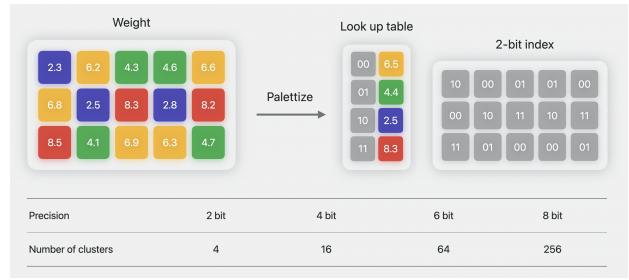 Weight
2.3 6.2 4.3 4.6 6.6
6.8 2.5 8.3 2.8 8.2
8.5 4.1 6.9 6.3 4.7
Palettize
Look up table
00 6.5
01 4.4
10 2.5
11 8.3
2-bit index
10 00 01 01 00
00 10 11 10 11
11 01 00 00 01
Precision 2 bit 4 bit 6 bit 8 bit
Number of clusters 4 16 64 256